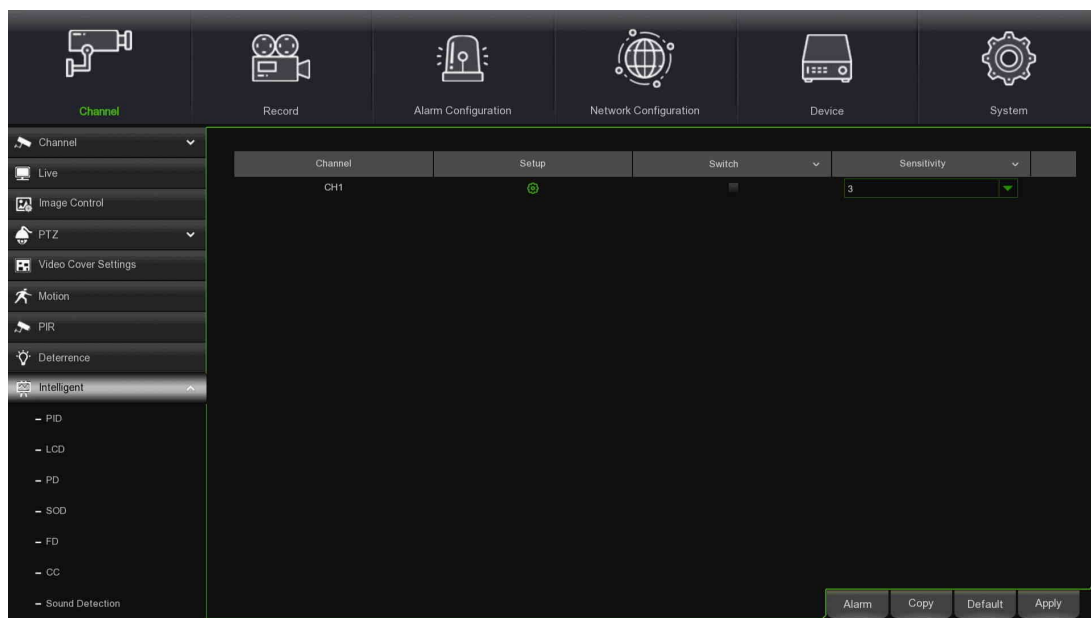 Channel Record Alarm Configuration Network Configuration Device System
Channel
Live
Image Control
PTZ
Video Cover Settings
Motion
PIR
Deterrence
Intelligent
– PID
– LCD
– PD
– SOD
– FD
– CC
– Sound Detection
Channel Setup Switch Sensitivity
CH1 3
Alarm Copy Default Apply